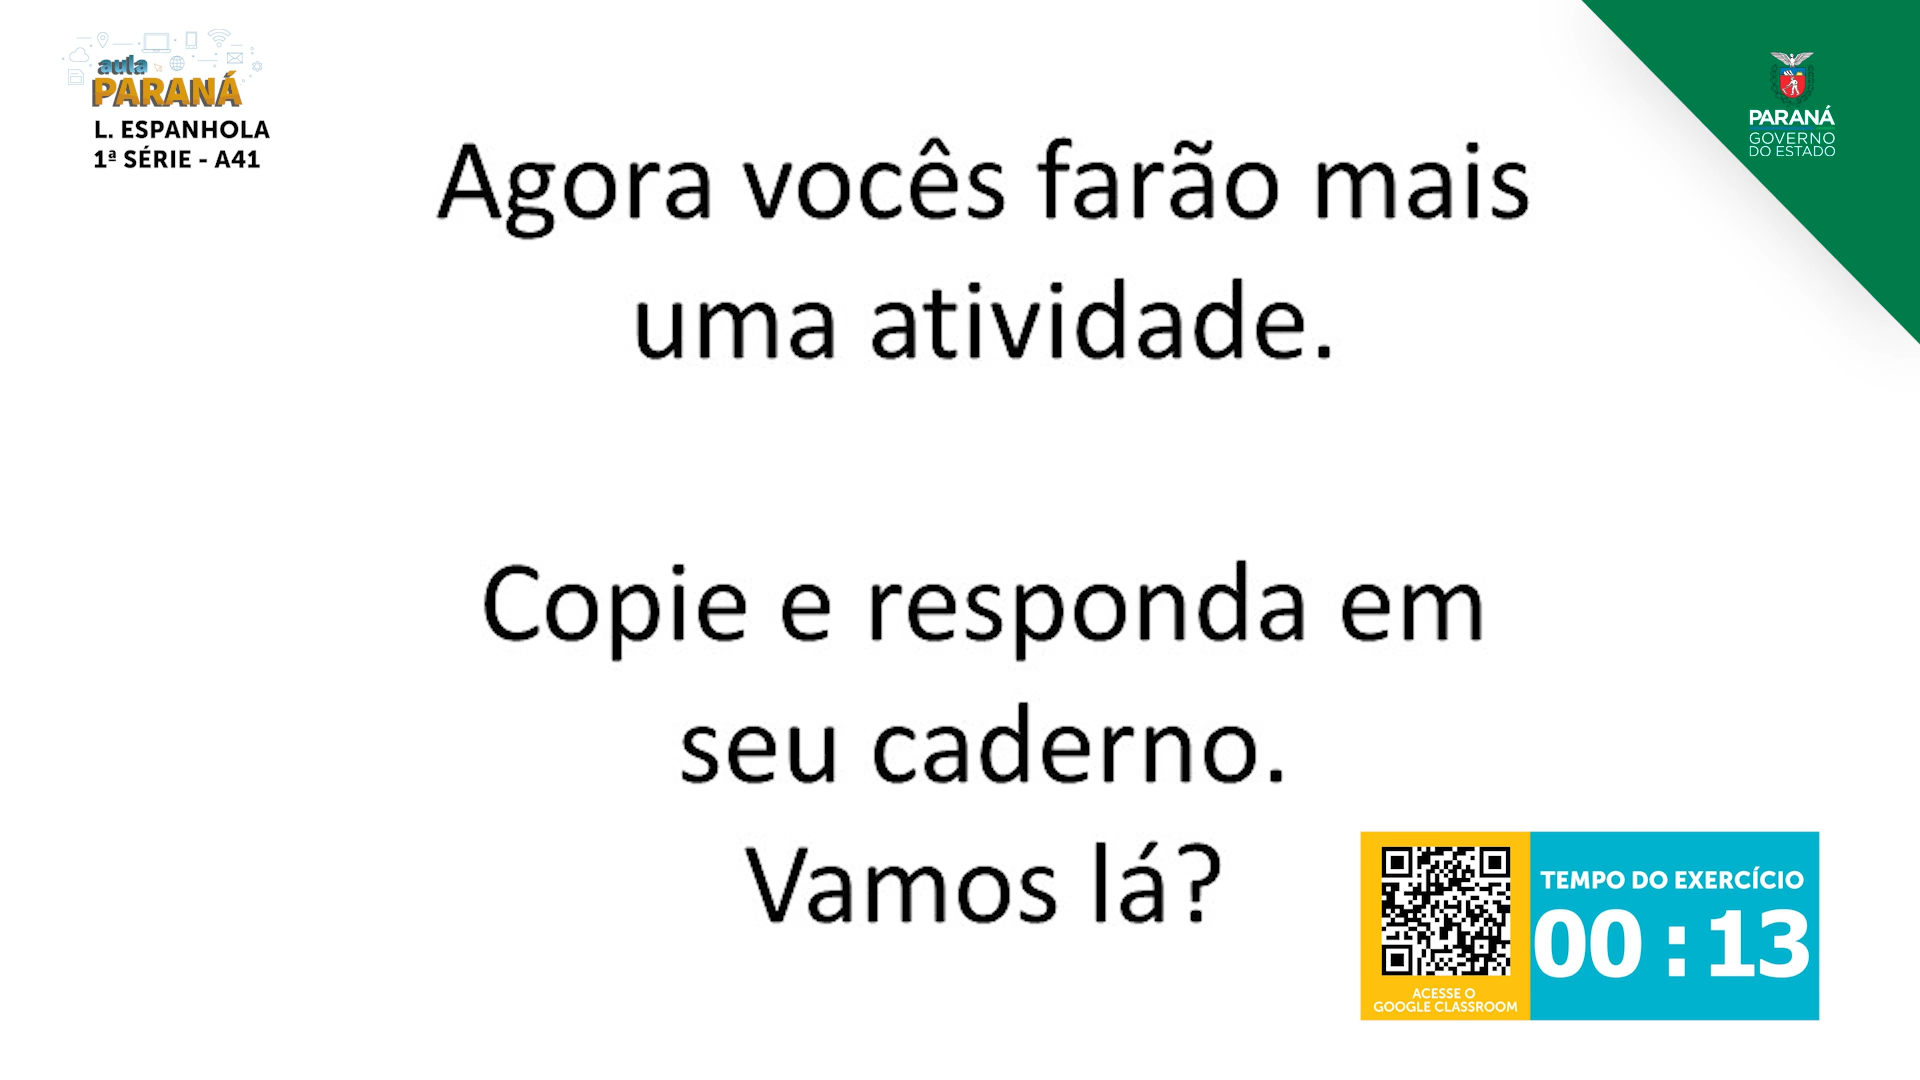 aula
PARANÁ
L. ESPANHOLA
1ª SÉRIE - A41
PARANÁ
GOVERNO
DO ESTADO
Agora vocês farão mais
uma atividade.
Copie e responda em
seu caderno.
Vamos lá?
ACESSE O
GOOGLE CLASSROOM
TEMPO DO EXERCÍCIO
00 : 13